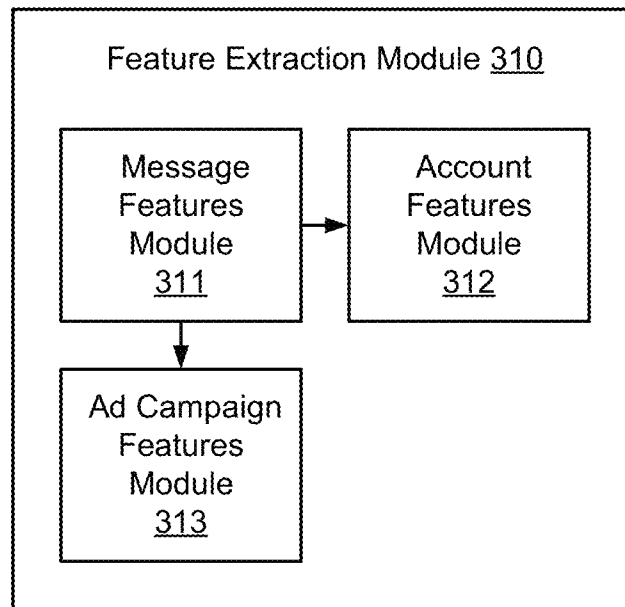 Feature Extraction Module 310
Message
Features
Module
311
Account
Features
Module
312
Ad Campaign
Features
Module
313